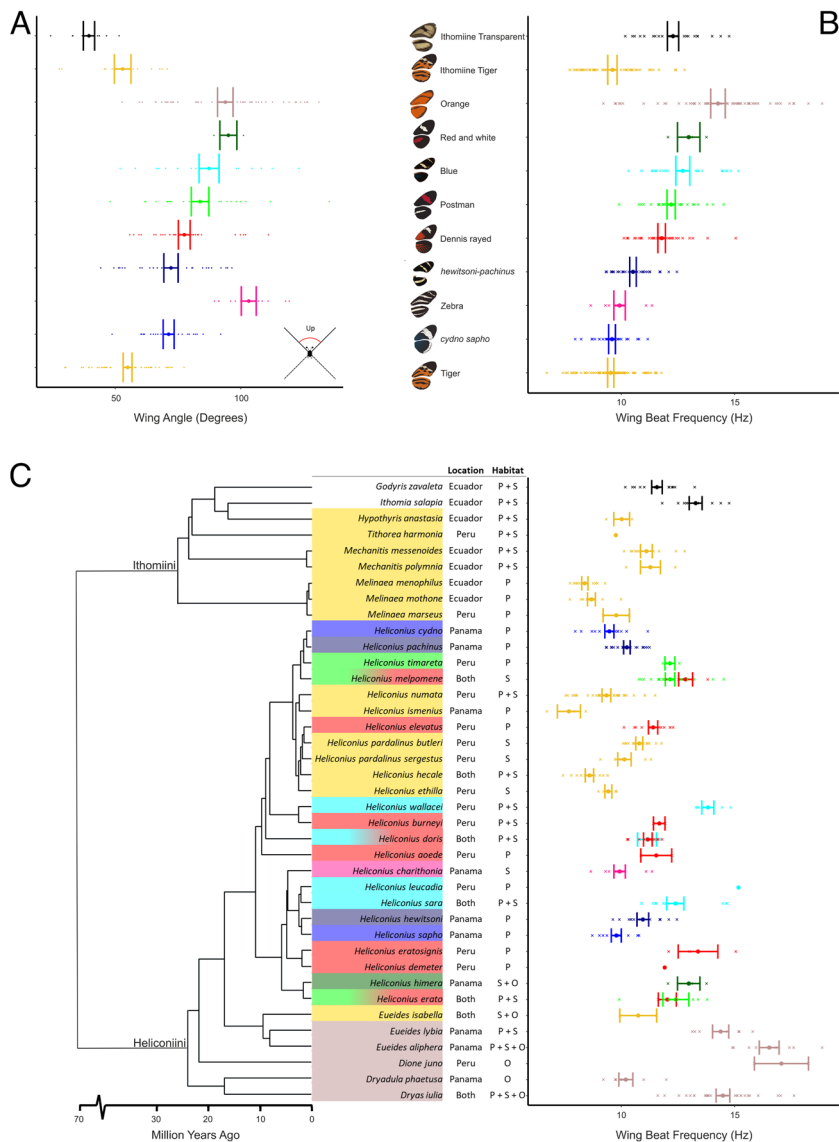 A
B
Ithomiine Transparent
Ithomiine Tiger
Orange
Red and white
Blue
Postman
Dennis rayed
hewitsoni-pachinus
Zebra
cydno sapho
Tiger
Up
50
100
Wing Angle (Degrees)
10
15
Wing Beat Frequency (Hz)
C
Location Habitat
Godyris zavaleta Ecuador P + S
Ithomia salapia Ecuador P + S
Hypothyris anastasia Ecuador P + S
Tithorea harmonia Peru P + S
Mechanitis messenoides Ecuador P + S
Mechanitis polymnia Ecuador P + S
Melinaea menophilus Ecuador P
Melinaea mothone Ecuador P
Melinaea marseus Peru P
Heliconius cydno Panama P
Heliconius pachinus Panama P
Heliconius timareta Peru P
Heliconius melpomene Both S
Heliconius numata Peru P + S
Heliconius ismenius Panama P
Heliconius elevatus Peru P
Heliconius pardalinus butleri Peru S
Heliconius pardalinus sergestus Peru S
Heliconius hecale Both P + S
Heliconius ethilla Peru S
Heliconius wallacei Peru P + S
Heliconius burneyi Peru P + S
Heliconius doris Both P + S
Heliconius aoede Peru P
Heliconius charithonia Panama S
Heliconius leucadia Peru P
Heliconius sara Both P + S
Heliconius hewitsoni Panama P
Heliconius sapho Panama P
Heliconius eratosignis Peru P
Heliconius demeter Peru P
Heliconius himera Panama S + O
Heliconius erato Both P + S
Eueides isabella Both S + O
Eueides lybia Panama P + S
Eueides aliphera Panama P + S + O
Dione juno Peru O
Dryadula phaetusa Panama O
Dryas iulia Both P + S + O
Ithomiini
Heliconiini
70 30 20 10 0
Million Years Ago
10 15
Wing Beat Frequency (Hz)